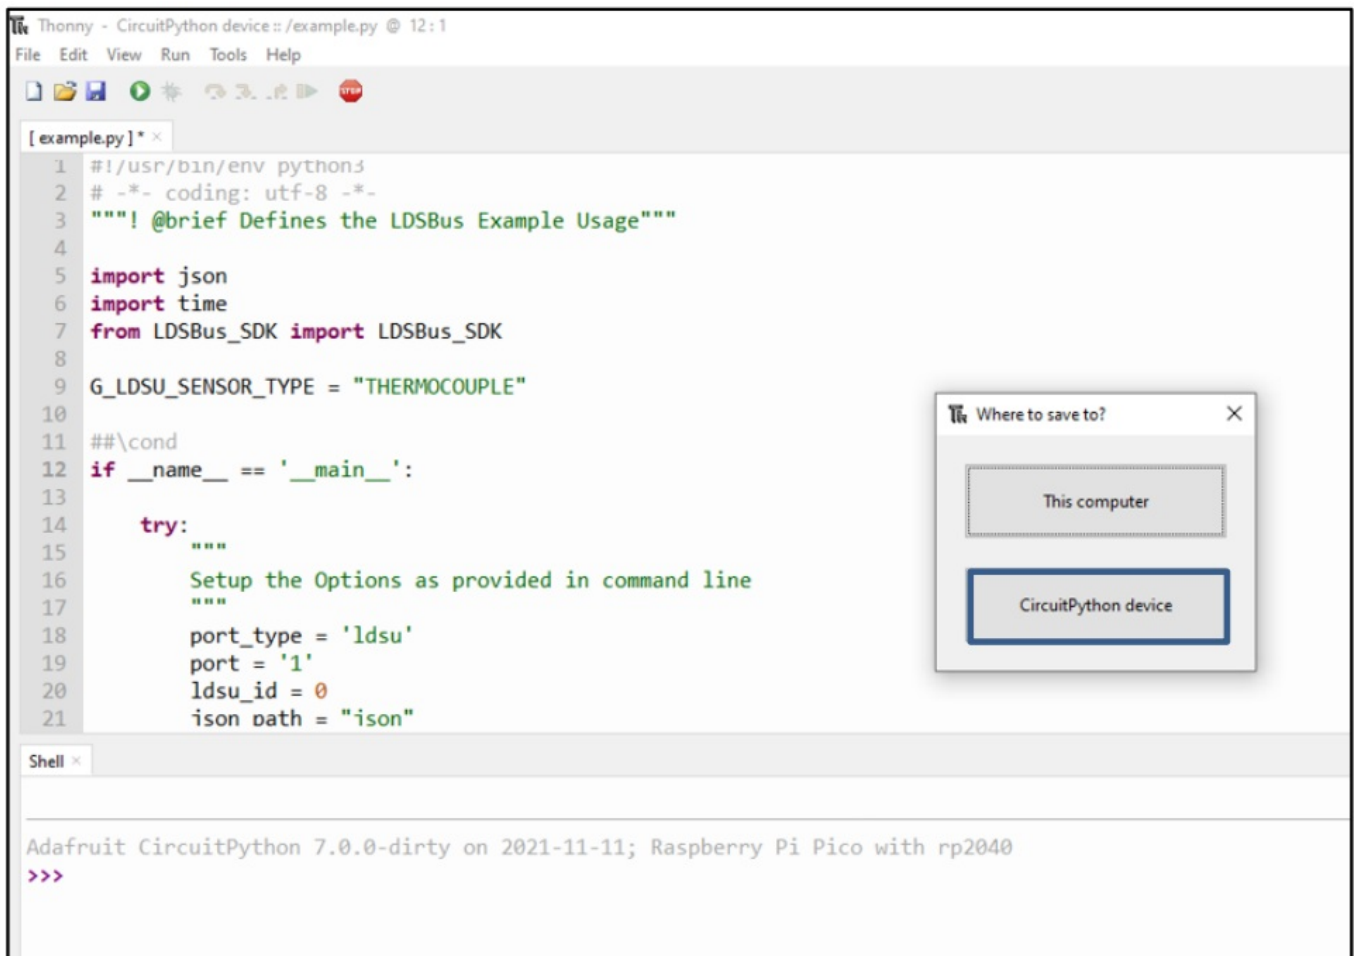 Thonny - CircuitPython device :: /example.py @ 12 : 1
File Edit View Run Tools Help
STOP
[ example.py ] * ×
1 #!/usr/bin/env python3
2 # -*- coding: utf-8 -*-
3 """! @brief Defines the LDSBus Example Usage"""
4
5 import json
6 import time
7 from LDSBus_SDK import LDSBus_SDK
8
9 G_LDSU_SENSOR_TYPE = "THERMOCOUPLE"
10
11 ##\cond
12 if __name__ == '__main__':
13
14 try:
15 """
16 Setup the Options as provided in command line
17 """
18 port_type = 'ldsu'
19 port = '1'
20 ldsu_id = 0
21 json_path = "json"
Where to save to?
This computer
CircuitPython device
Shell ×
Adafruit CircuitPython 7.0.0-dirty on 2021-11-11; Raspberry Pi Pico with rp2040
>>>